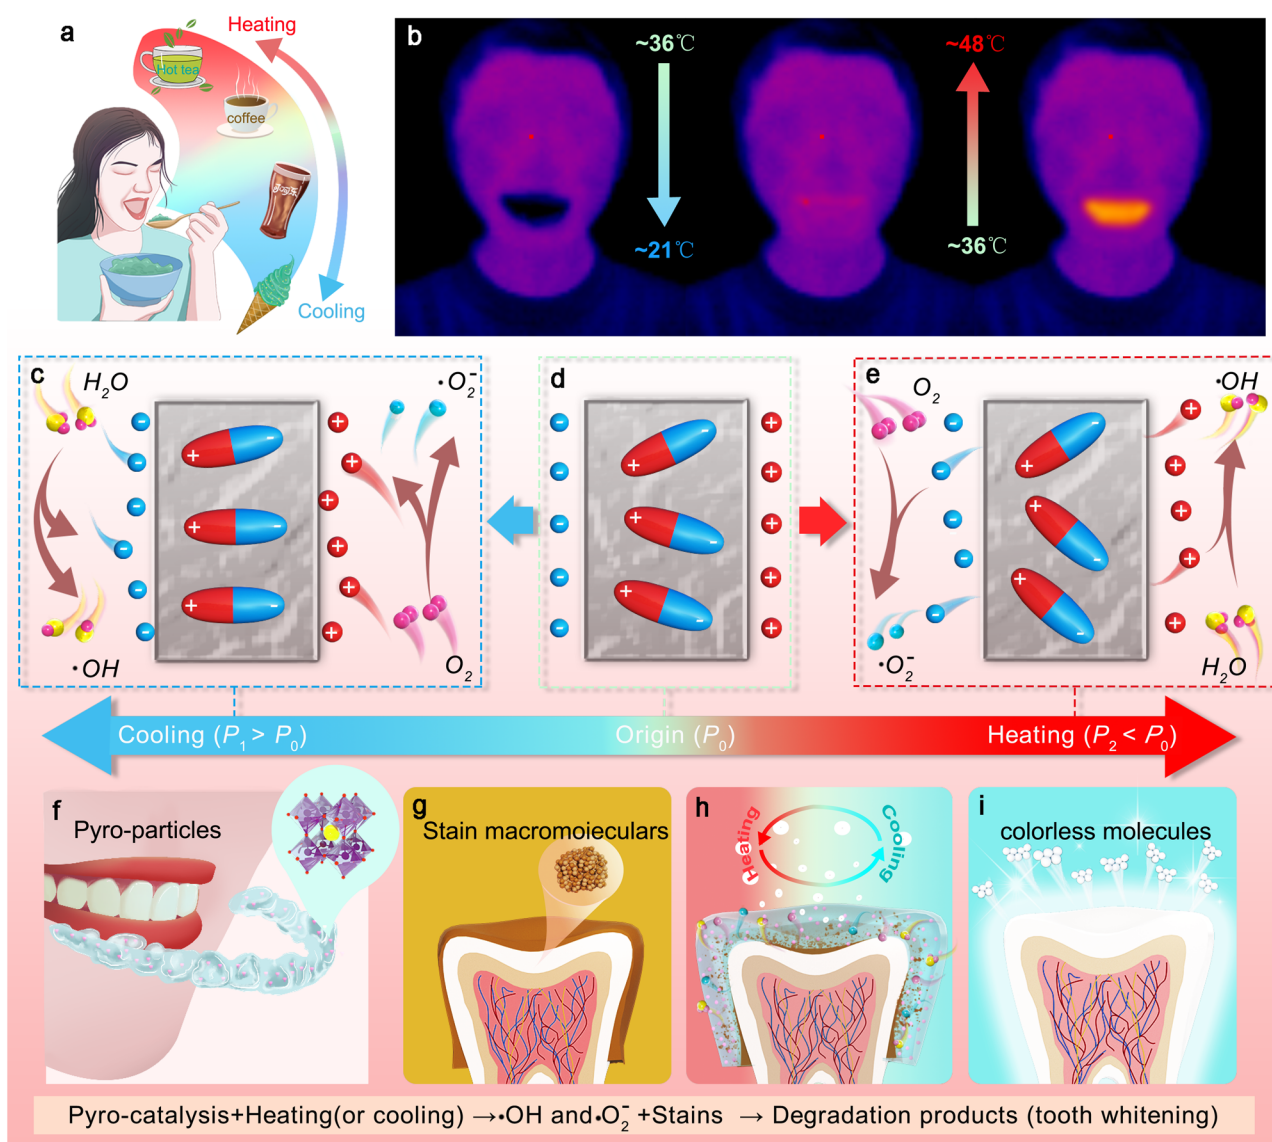 a
Heating
Hot tea
coffee
Cooling
b
~36℃
~21℃
~48℃
~36℃
c
H₂O
·O₂⁻
·OH
O₂
d
e
O₂
·OH
·O₂⁻
H₂O
Cooling (P₁ > P₀)
Origin (P₀)
Heating (P₂ < P₀)
f
Pyro-particles
g
Stain macromoieculars
h
Heating
Cooling
i
colorless molecules
Pyro-catalysis+Heating(or cooling) →•OH and•O₂⁻ +Stains → Degradation products (tooth whitening)